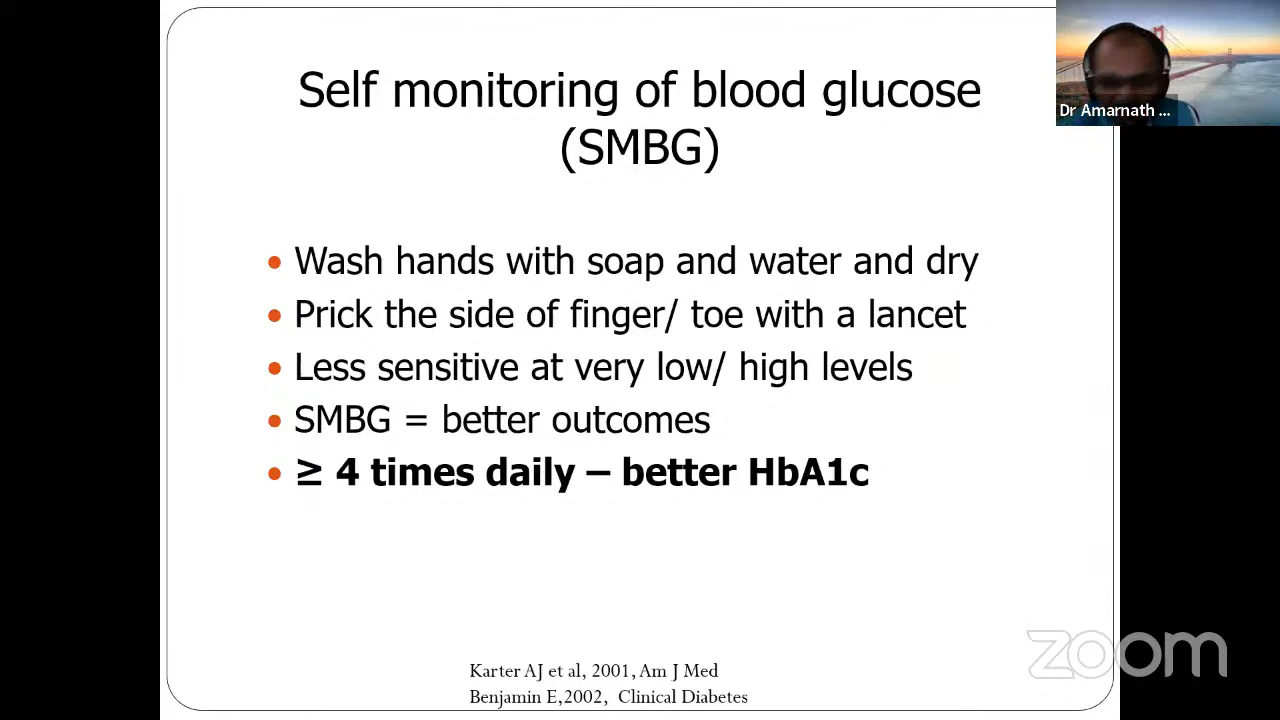 Self monitoring of blood glucose
(SMBG)
Dr Amarnath ...
• Wash hands with soap and water and dry
• Prick the side of finger/ toe with a lancet
• Less sensitive at very low/ high levels
• SMBG = better outcomes
• ≥ 4 times daily – better HbA1c
zoom
Karter AJ et al, 2001, Am J Med
Benjamin E,2002, Clinical Diabetes